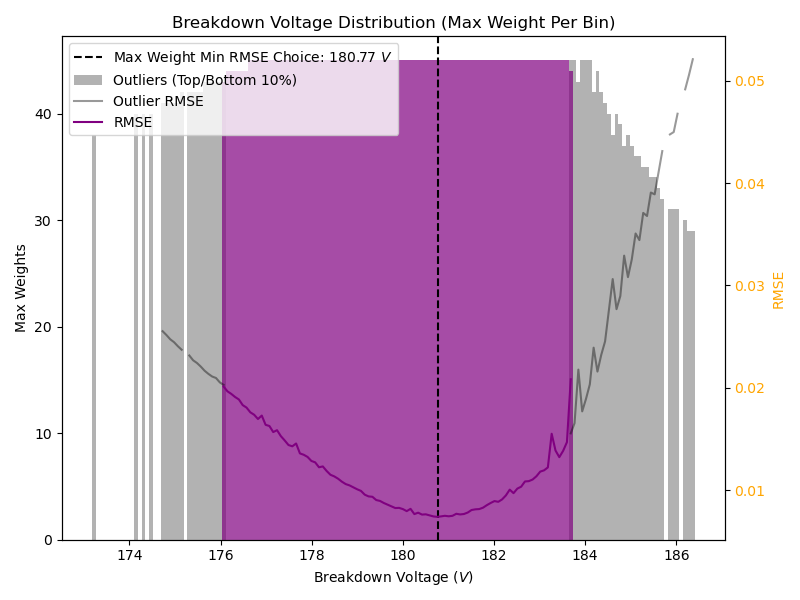 Breakdown Voltage Distribution (Max Weight Per Bin)
Max Weight Min RMSE Choice: 180.77 V
Outliers (Top/Bottom 10%)
Outlier RMSE
RMSE
Max Weights
0
10
20
30
40
174
176
178
180
182
184
186
Breakdown Voltage (V)
0.05
0.04
0.03
0.02
0.01
RMSE